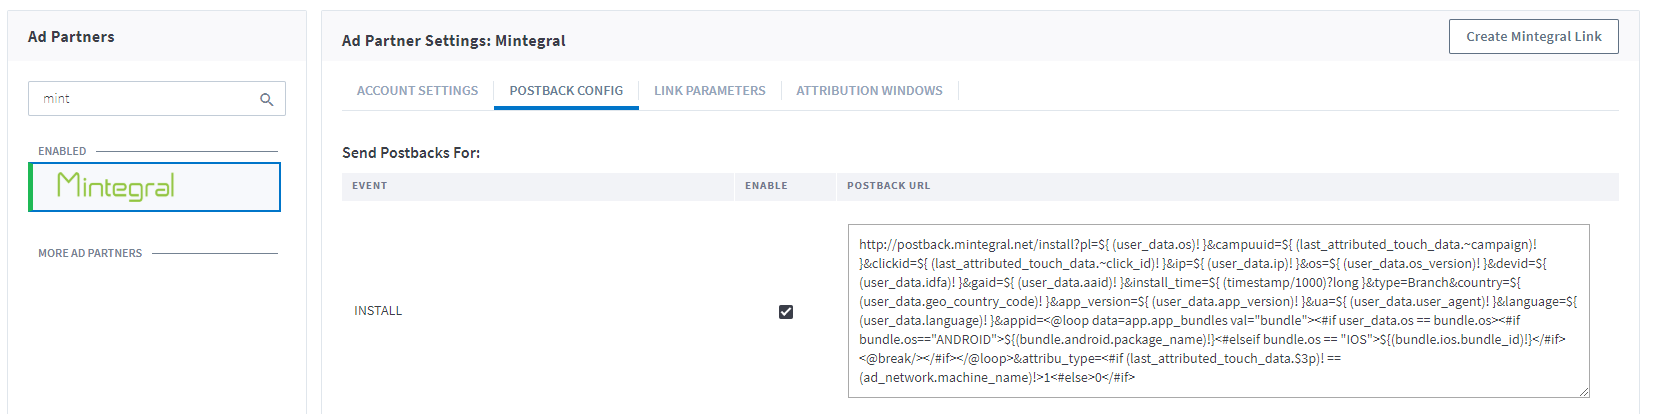 Ad Partners
mint
ENABLED
Mintegral
MORE AD PARTNERS
Ad Partner Settings: Mintegral
Create Mintegral Link
ACCOUNT SETTINGS
POSTBACK CONFIG
LINK PARAMETERS
ATTRIBUTION WINDOWS
Send Postbacks For:
EVENT
ENABLE
POSTBACK URL
INSTALL
http://postback.mintegral.net/install?pl=${ (user_data.os)! }&campuuid=${ (last_attributed_touch_data.~campaign)!
}&clickid=${ (last_attributed_touch_data.~click_id)! }&ip=${ (user_data.ip)! }&os=${ (user_data.os_version)! }&devid=${
(user_data.idfa)! }&gaid=${ (user_data.aaid)! }&install_time=${ (timestamp/1000)?long }&type=Branch&country=${
(user_data.geo_country_code)! }&app_version=${ (user_data.app_version)! }&ua=${ (user_data.user_agent)! }&language=${
(user_data.language)! }&appid=<@loop data=app.app_bundles val="bundle"><#if user_data.os == bundle.os><#if
bundle.os=="ANDROID">${(bundle.android.package_name)!}<#elseif bundle.os == "IOS">${(bundle.ios.bundle_id)!}</#if>
<@break/></#if></@loop>&attribu_type=<#if (last_attributed_touch_data.$3p)! ==
(ad_network.machine_name)!>1<#else>0</#if>